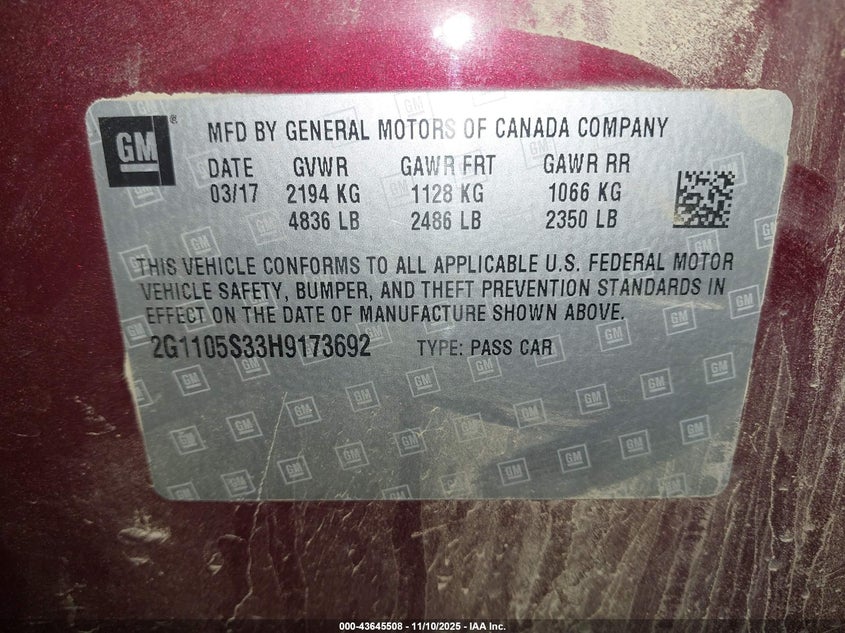 GM®
MFD BY GENERAL MOTORS OF CANADA COMPANY
DATE GVWR GAWR FRT GAWR RR
03/17 2194 KG 1128 KG 1066 KG
4836 LB 2486 LB 2350 LB
THIS VEHICLE CONFORMS TO ALL APPLICABLE U.S. FEDERAL MOTOR
VEHICLE SAFETY, BUMPER, AND THEFT PREVENTION STANDARDS IN
EFFECT ON THE DATE OF MANUFACTURE SHOWN ABOVE.
2G1105S33H9173692 TYPE: PASS CAR
000-43645508 - 11/10/2025 - IAA Inc.